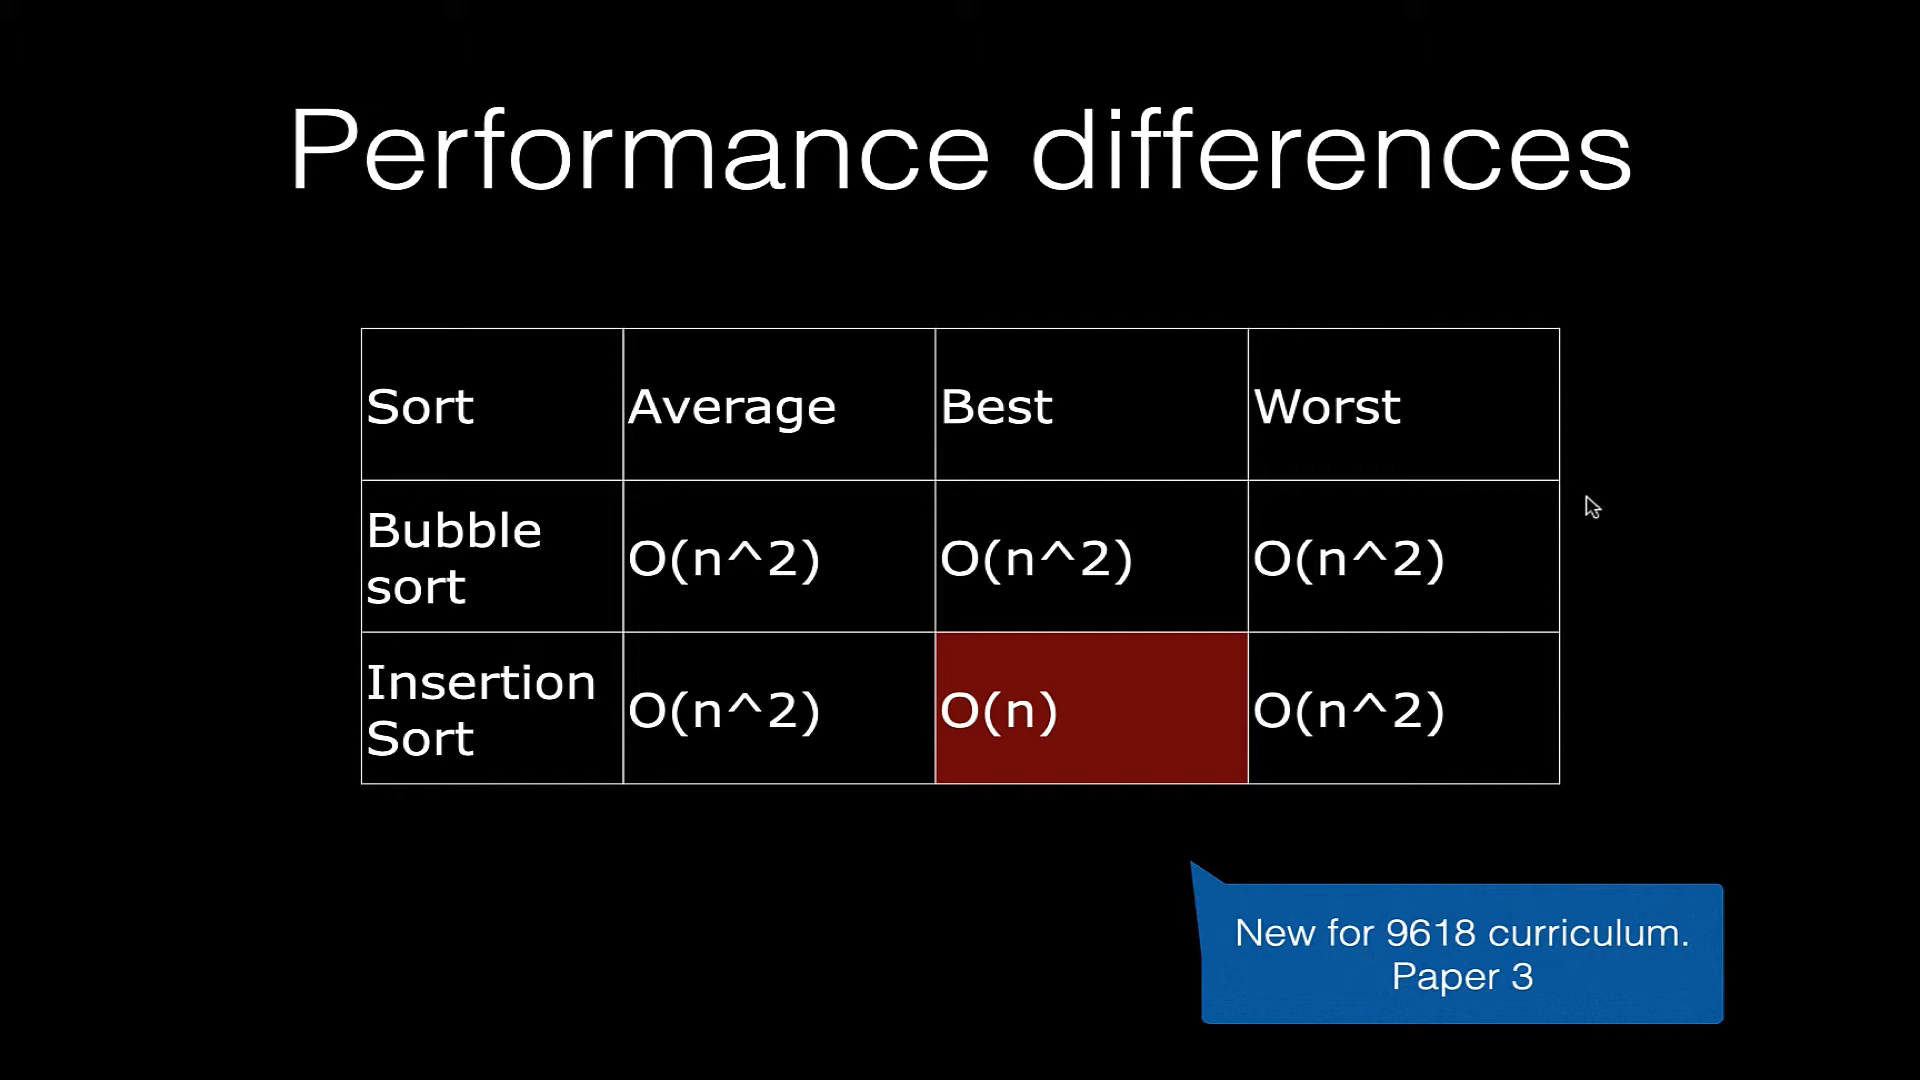 Performance differences
Sort Average Best Worst
Bubble
sort
O(n^2) O(n^2) O(n^2)
Insertion
Sort
O(n^2) O(n) O(n^2)
New for 9618 curriculum.
Paper 3